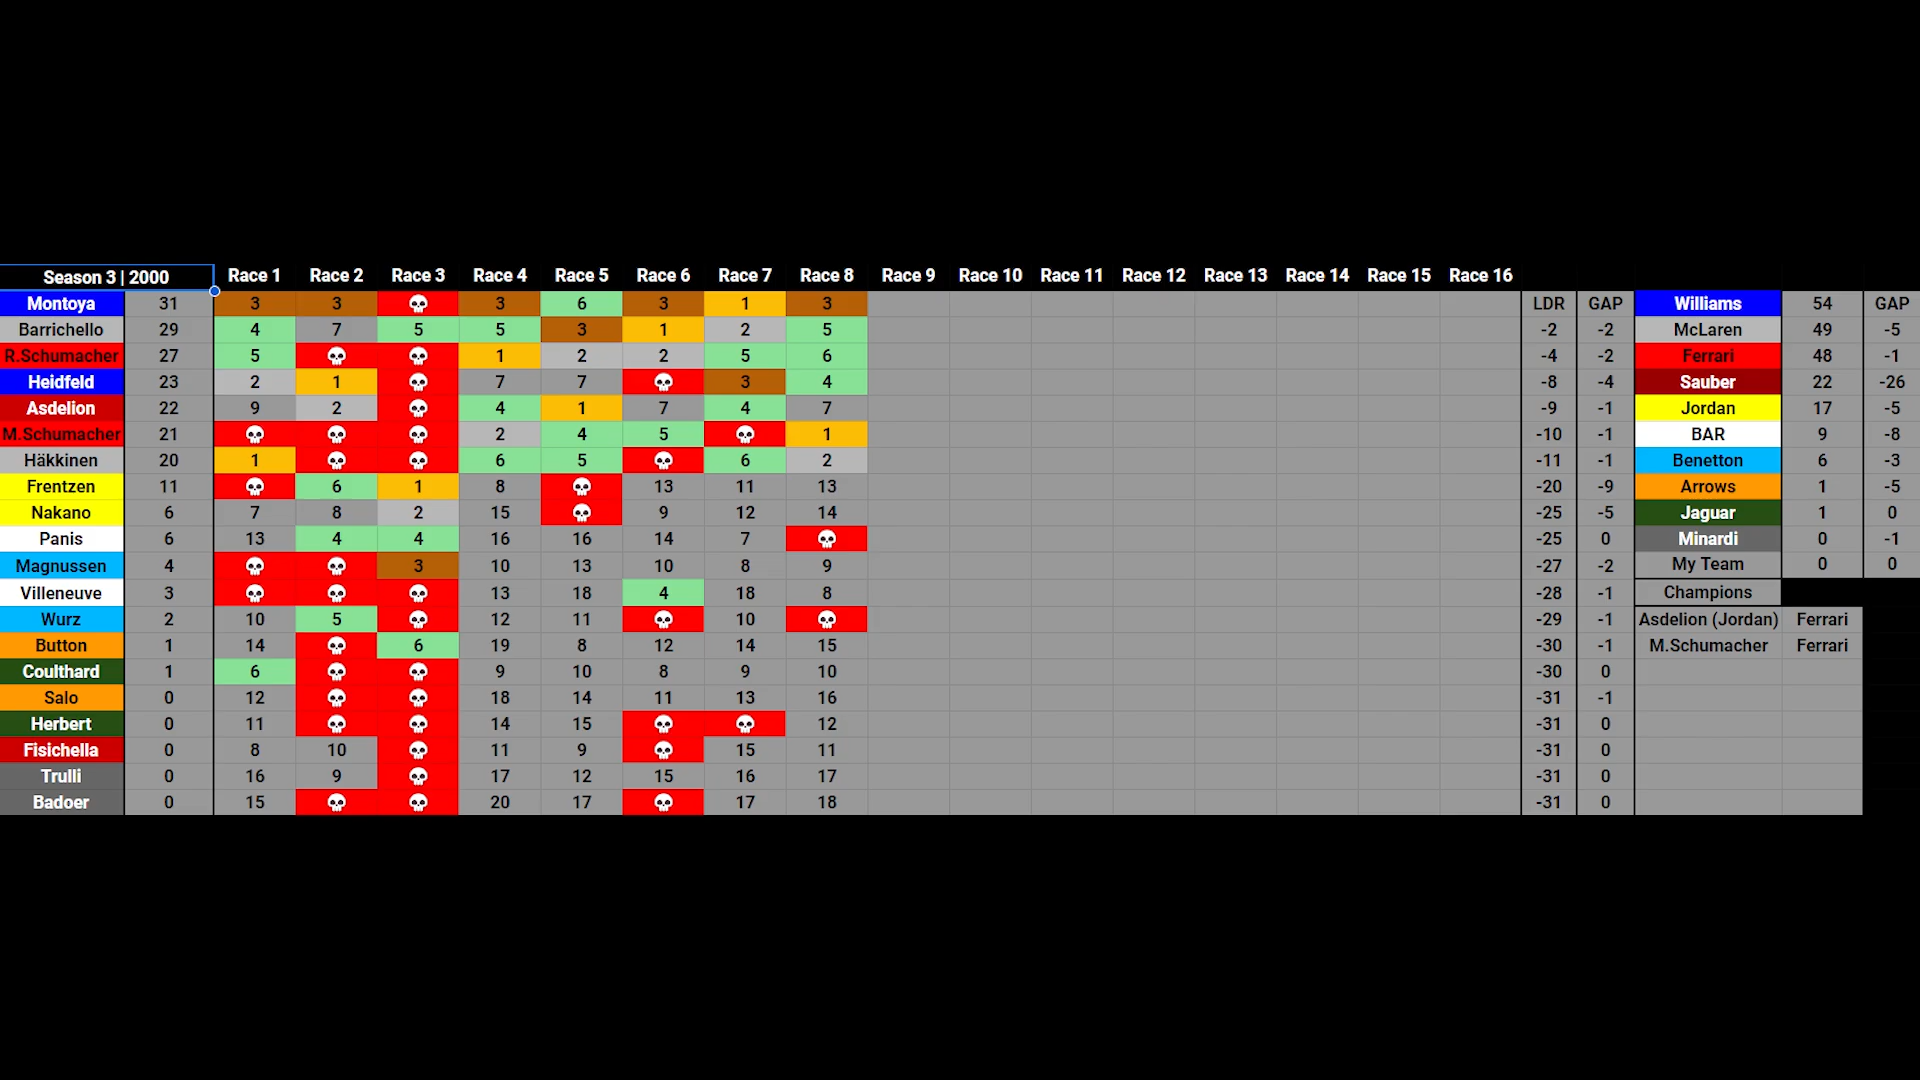 Season 3 | 2000 Race 1 Race 2 Race 3 Race 4 Race 5 Race 6 Race 7 Race 8 Race 9 Race 10 Race 11 Race 12 Race 13 Race 14 Race 15 Race 16
Montoya 31 3 3 💀 3 6 3 1 3 LDR GAP Williams 54 GAP
Barrichello 29 4 7 5 5 3 1 2 5 -2 -2 McLaren 49 -5
R.Schumacher 27 5 💀 💀 1 2 2 5 6 -4 -2 Ferrari 48 -1
Heidfeld 23 2 1 💀 7 7 💀 3 4 -8 -4 Sauber 22 -26
Asdelion 22 9 2 💀 4 1 7 4 7 -9 -1 Jordan 17 -5
M.Schumacher 21 💀 💀 💀 2 4 5 💀 1 -10 -1 BAR 9 -8
Häkkinen 20 1 💀 💀 6 5 💀 6 2 -11 -1 Benetton 6 -3
Frentzen 11 💀 6 1 8 💀 13 11 13 -20 -9 Arrows 1 -5
Nakano 6 7 8 2 15 💀 9 12 14 -25 -5 Jaguar 1 0
Panis 6 13 4 4 16 16 14 7 💀 -25 0 Minardi 0 -1
Magnussen 4 💀 💀 3 10 13 10 8 9 -27 -2 My Team 0 0
Villeneuve 3 💀 💀 💀 13 18 4 18 8 -28 -1 Champions
Wurz 2 10 5 💀 12 11 💀 10 💀 -29 -1 Asdelion (Jordan) Ferrari
Button 1 14 💀 6 19 8 12 14 15 -30 -1 M.Schumacher Ferrari
Coulthard 1 6 💀 💀 9 10 8 9 10 -30 0
Salo 0 12 💀 💀 18 14 11 13 16 -31 -1
Herbert 0 11 💀 💀 14 15 💀 💀 12 -31 0
Fisichella 0 8 10 💀 11 9 💀 15 11 -31 0
Trulli 0 16 9 💀 17 12 15 16 17 -31 0
Badoer 0 15 💀 💀 20 17 💀 17 18 -31 0